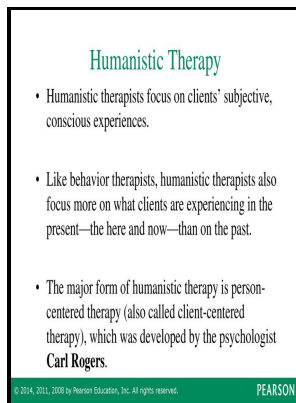 Humanistic Therapy
• Humanistic therapists focus on clients' subjective,
conscious experiences.
• Like behavior therapists, humanistic therapists also
focus more on what clients are experiencing in the
present—the here and now—than on the past.
• The major form of humanistic therapy is person-
centered therapy (also called client-centered
therapy), which was developed by the psychologist
Carl Rogers.
© 2014, 2011, 2008 by Pearson Education, Inc. All rights reserved.
PEARSON